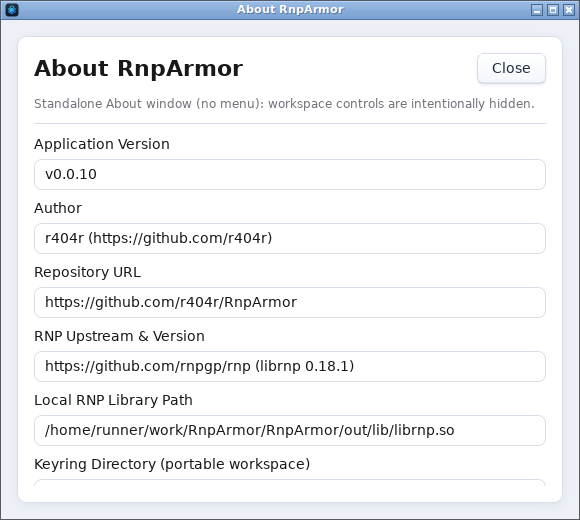 About RnpArmor
About RnpArmor
Close
Standalone About window (no menu): workspace controls are intentionally hidden.
Application Version
v0.0.10
Author
r404r (https://github.com/r404r)
Repository URL
https://github.com/r404r/RnpArmor
RNP Upstream & Version
https://github.com/rnpgp/rnp (librnp 0.18.1)
Local RNP Library Path
/home/runner/work/RnpArmor/RnpArmor/out/lib/librnp.so
Keyring Directory (portable workspace)